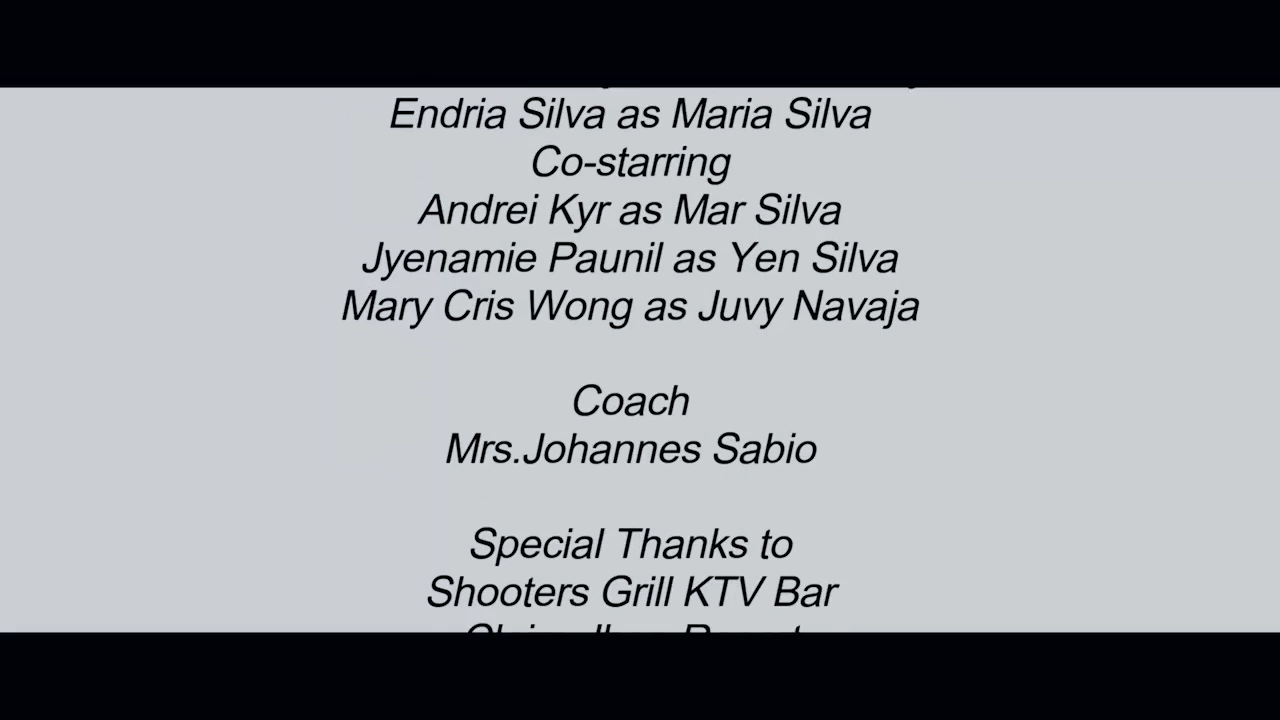 Endria Silva as Maria Silva
Co-starring
Andrei Kyr as Mar Silva
Jyenamie Paunil as Yen Silva
Mary Cris Wong as Juvy Navaja
Coach
Mrs.Johannes Sabio
Special Thanks to
Shooters Grill KTV Bar